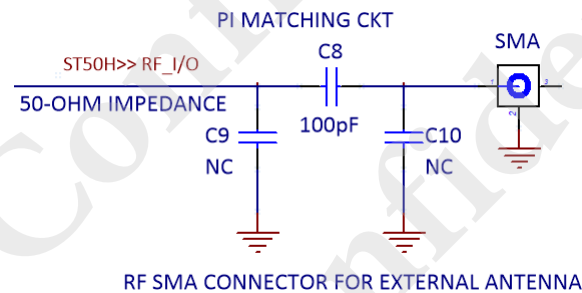 PI MATCHING CKT
C8
SMA
ST50H>> RF_I/O
50-OHM IMPEDANCE
100pF
1
3
2
C9
NC
C10
NC
RF SMA CONNECTOR FOR EXTERNAL ANTENNA